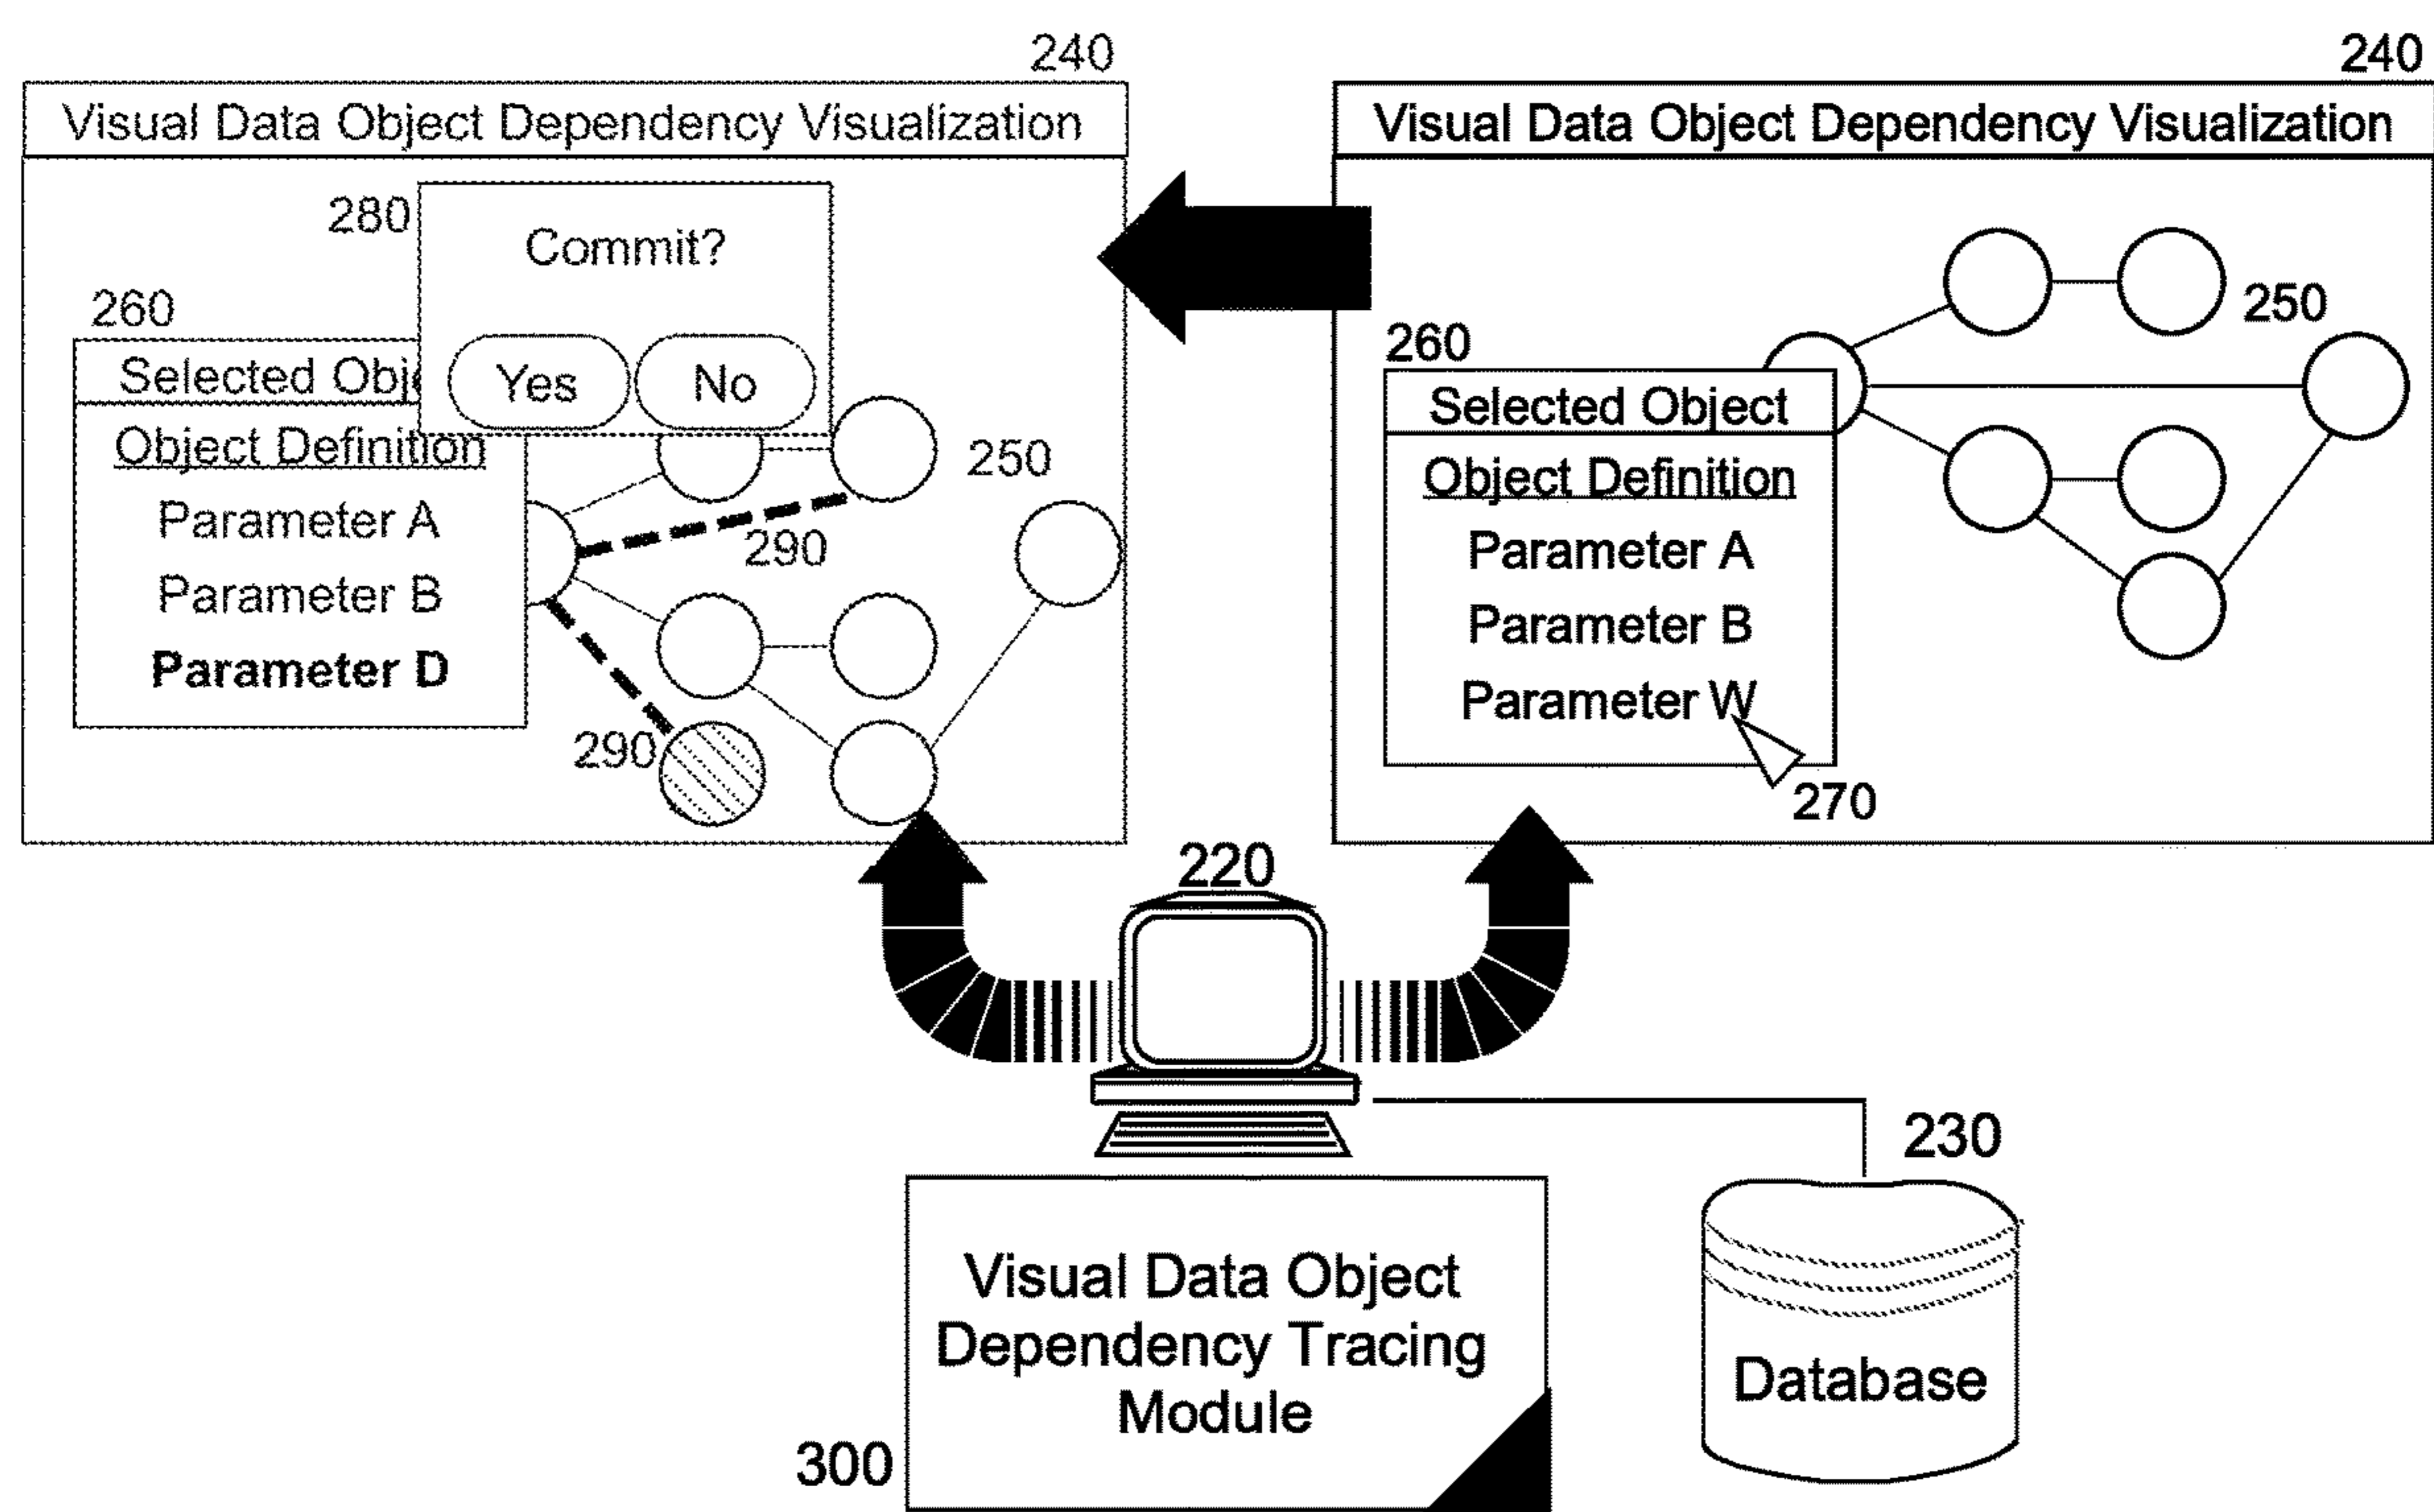 240
Visual Data Object Dependency Visualization
280
Commit?
Yes
No
260
Selected Obj
Object Definition
Parameter A
Parameter B
Parameter D
250
290
290
240
Visual Data Object Dependency Visualization
250
260
Selected Object
Object Definition
Parameter A
Parameter B
Parameter W
270
220
230
Database
Visual Data Object
Dependency Tracing
Module
300